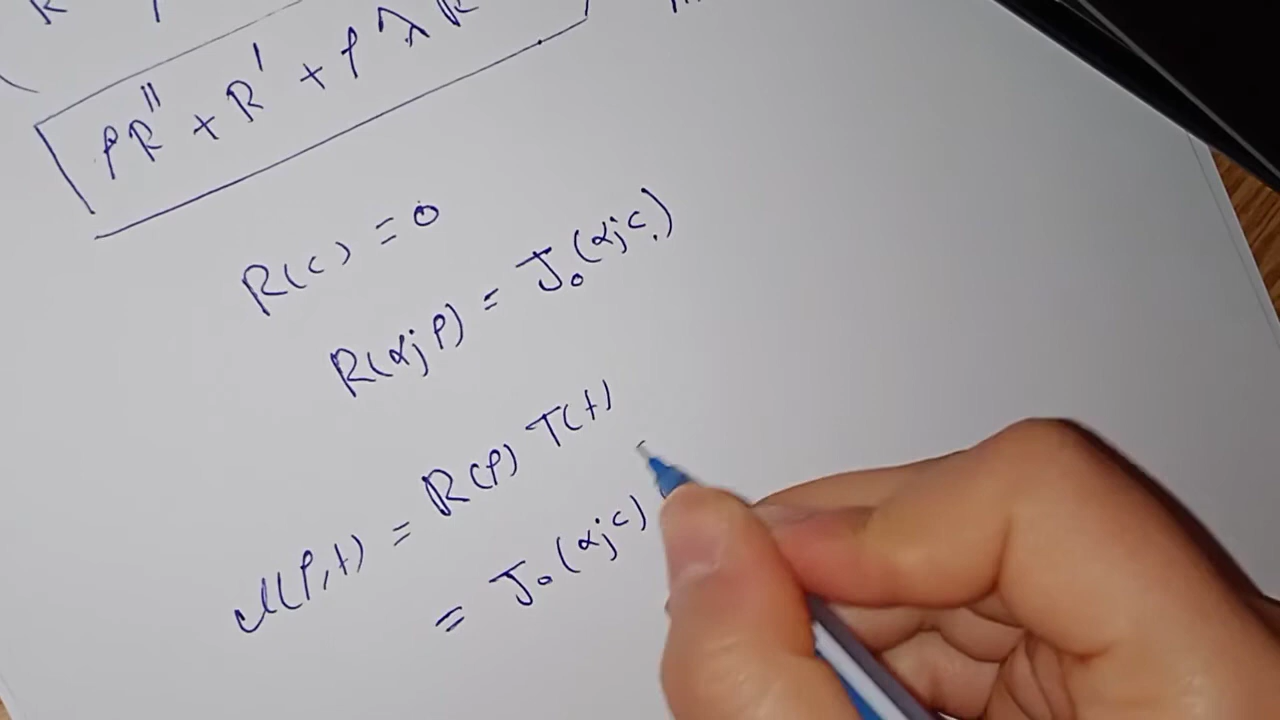 ρR'' + R' + ρλR
R(c) = 0
R(αjρ) = J₀(αjc)
u(ρ,t) = R(ρ) T(t)
= J₀(αjc)